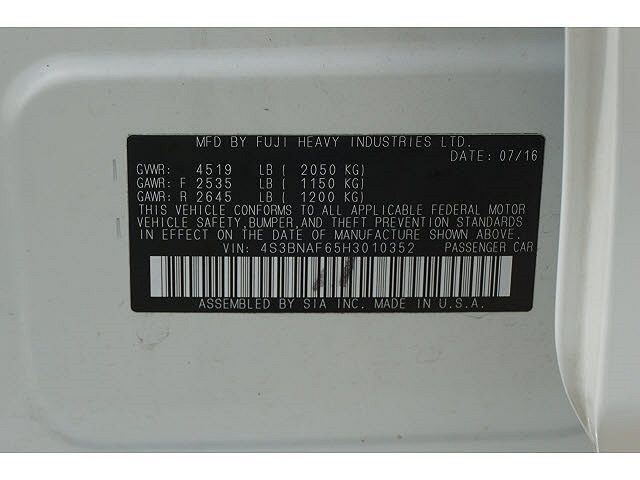 MFD BY FUJI HEAVY INDUSTRIES LTD.
DATE: 07/16
GVWR: 4519 LB ( 2050 KG)
GAWR: F 2535 LB ( 1150 KG)
GAWR: R 2645 LB ( 1200 KG)
THIS VEHICLE CONFORMS TO ALL APPLICABLE FEDERAL MOTOR
VEHICLE SAFETY,BUMPER,AND THEFT PREVENTION STANDARDS
IN EFFECT ON THE DATE OF MANUFACTURE SHOWN ABOVE.
VIN: 4S3BNAF65H3010352 PASSENGER CAR
ASSEMBLED BY SIA INC. MADE IN U.S.A.